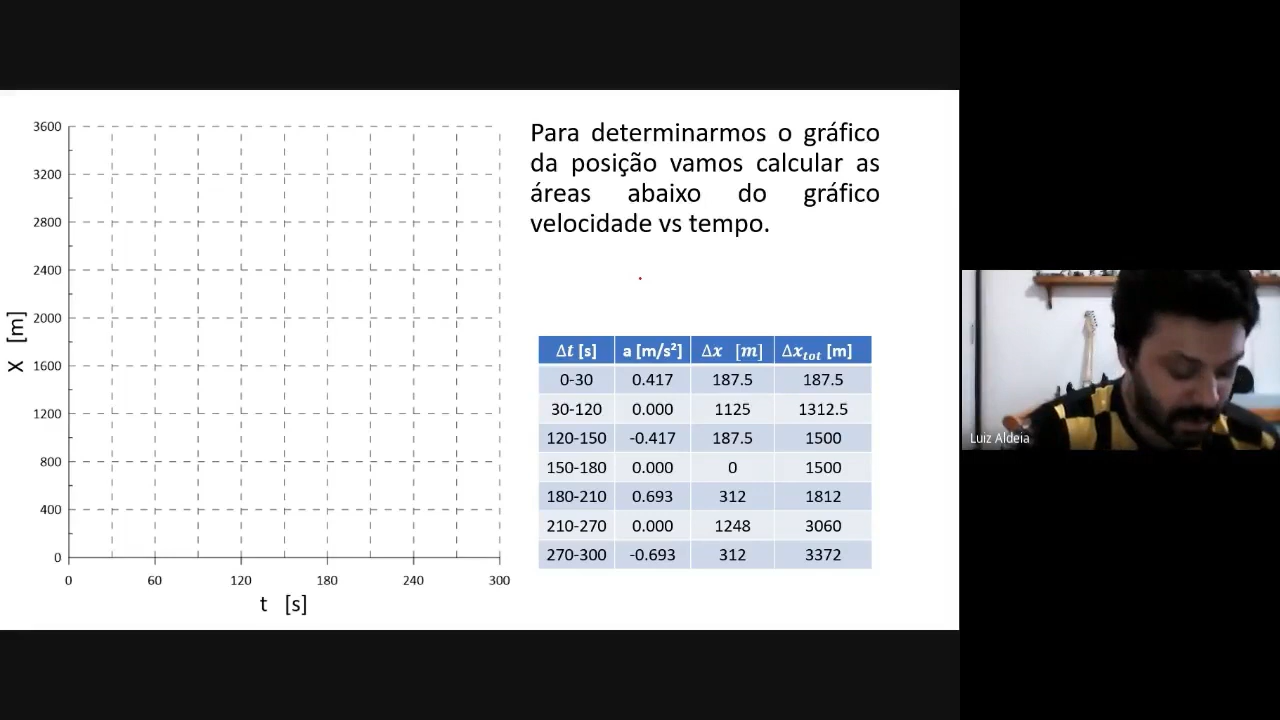 Para determinarmos o gráfico
da posição vamos calcular as
áreas abaixo do gráfico
velocidade vs tempo.
3600
3200
2800
2400
2000
1600
1200
800
400
0
X [m]
0 60 120 180 240 300
t [s]
Δt [s] a [m/s²] Δx [m] Δx_tot [m]
0-30 0.417 187.5 187.5
30-120 0.000 1125 1312.5
120-150 -0.417 187.5 1500
150-180 0.000 0 1500
180-210 0.693 312 1812
210-270 0.000 1248 3060
270-300 -0.693 312 3372
Luiz Aldeia